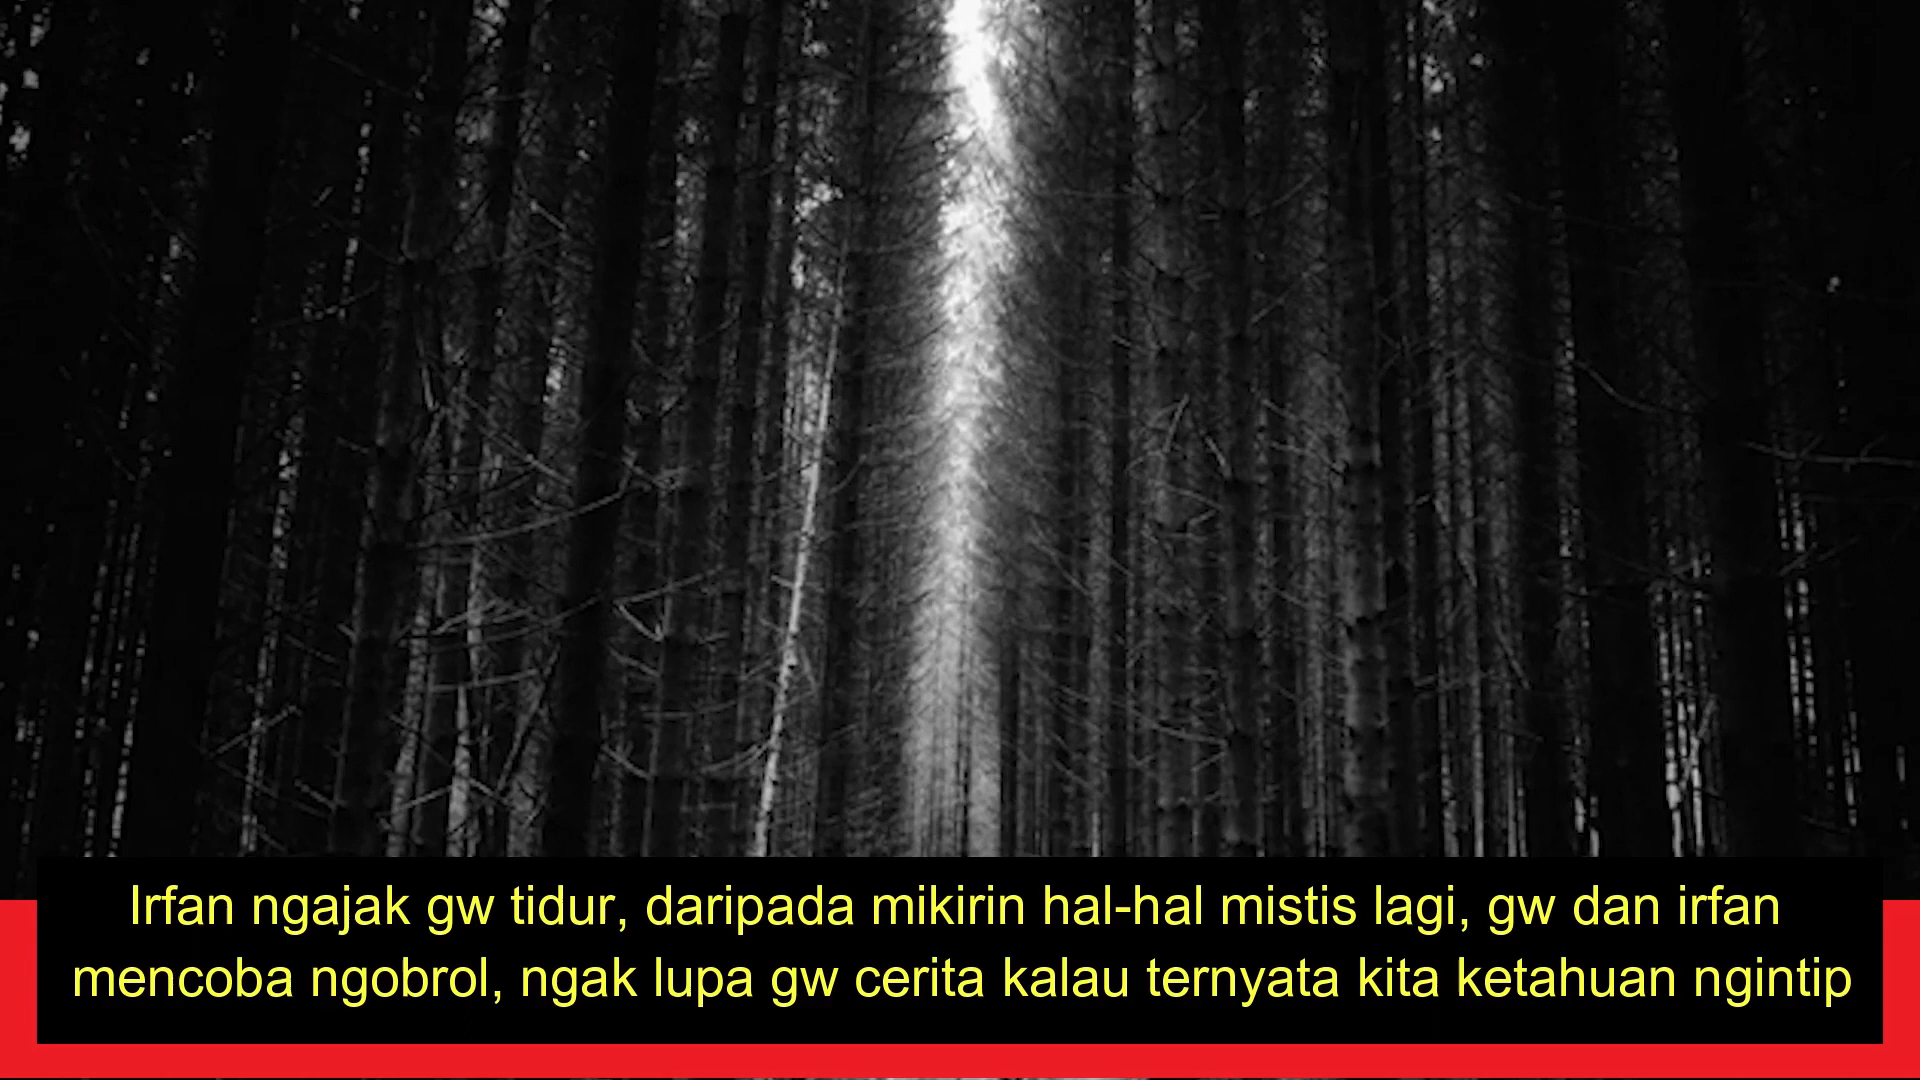 Irfan ngajak gw tidur, daripada mikirin hal-hal mistis lagi, gw dan irfan
mencoba ngobrol, ngak lupa gw cerita kalau ternyata kita ketahuan ngintip